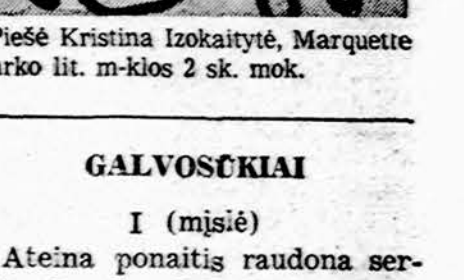 Piešė Kristina Izokaitytė, Marquette
arko lit. m-klos 2 sk. mok.
GALVOSŪKIAI
I (mįsiė)
Ateina ponaitis raudona ser-